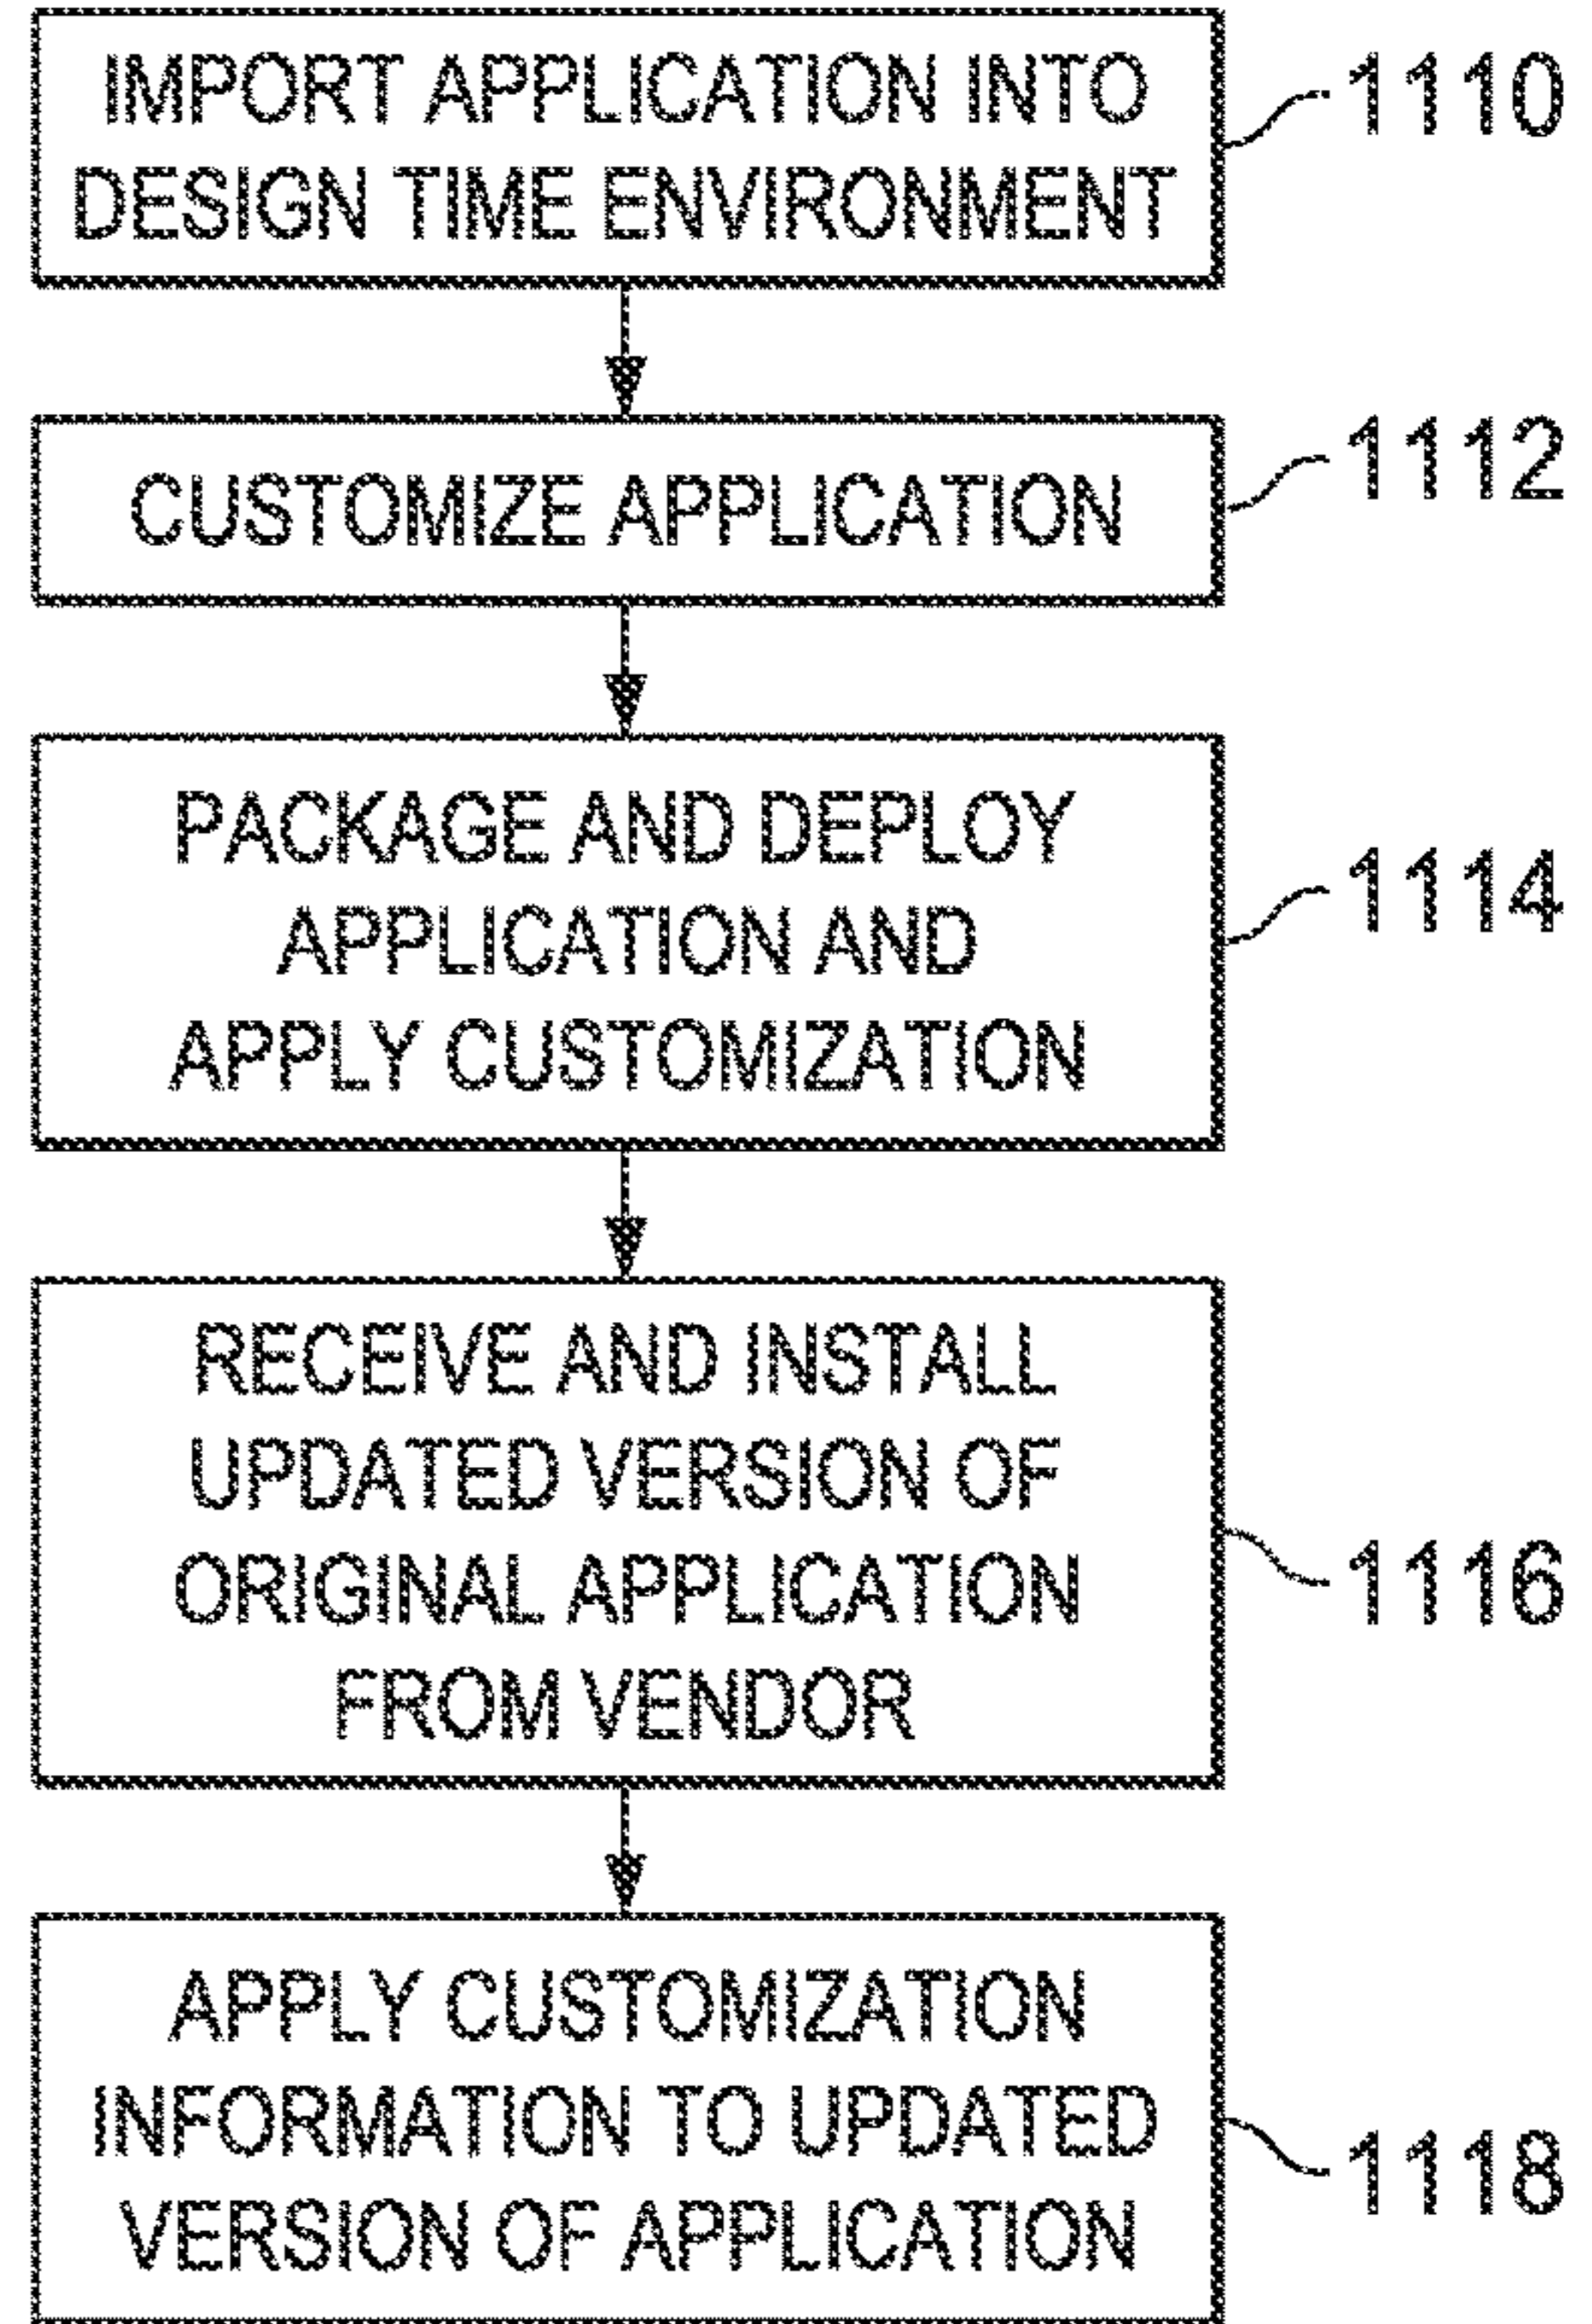 IMPORT APPLICATION INTO
DESIGN TIME ENVIRONMENT
1110
CUSTOMIZE APPLICATION
1112
PACKAGE AND DEPLOY
APPLICATION AND
APPLY CUSTOMIZATION
1114
RECEIVE AND INSTALL
UPDATED VERSION OF
ORIGINAL APPLICATION
FROM VENDOR
1116
APPLY CUSTOMIZATION
INFORMATION TO UPDATED
VERSION OF APPLICATION
1118